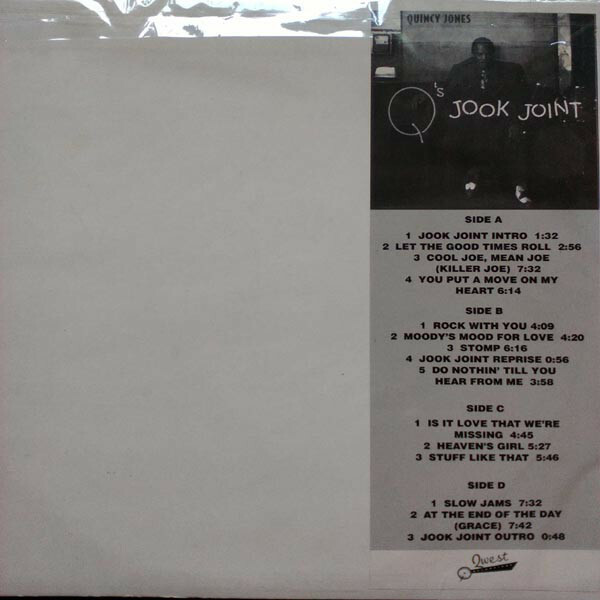 QUINCY JONES
Q'S JOOK JOINT
SIDE A
1 JOOK JOINT INTRO 1:32
2 LET THE GOOD TIMES ROLL 2:56
3 COOL JOE, MEAN JOE
(KILLER JOE) 7:32
4 YOU PUT A MOVE ON MY
HEART 6:14
SIDE B
1 ROCK WITH YOU 4:09
2 MOODY'S MOOD FOR LOVE 4:20
3 STOMP 6:16
4 JOOK JOINT REPRISE 0:56
5 DO NOTHIN' TILL YOU
HEAR FROM ME 3:58
SIDE C
1 IS IT LOVE THAT WE'RE
MISSING 4:45
2 HEAVEN'S GIRL 5:27
3 STUFF LIKE THAT 5:46
SIDE D
1 SLOW JAMS 7:32
2 AT THE END OF THE DAY
(GRACE) 7:42
3 JOOK JOINT OUTRO 0:48
Qwest